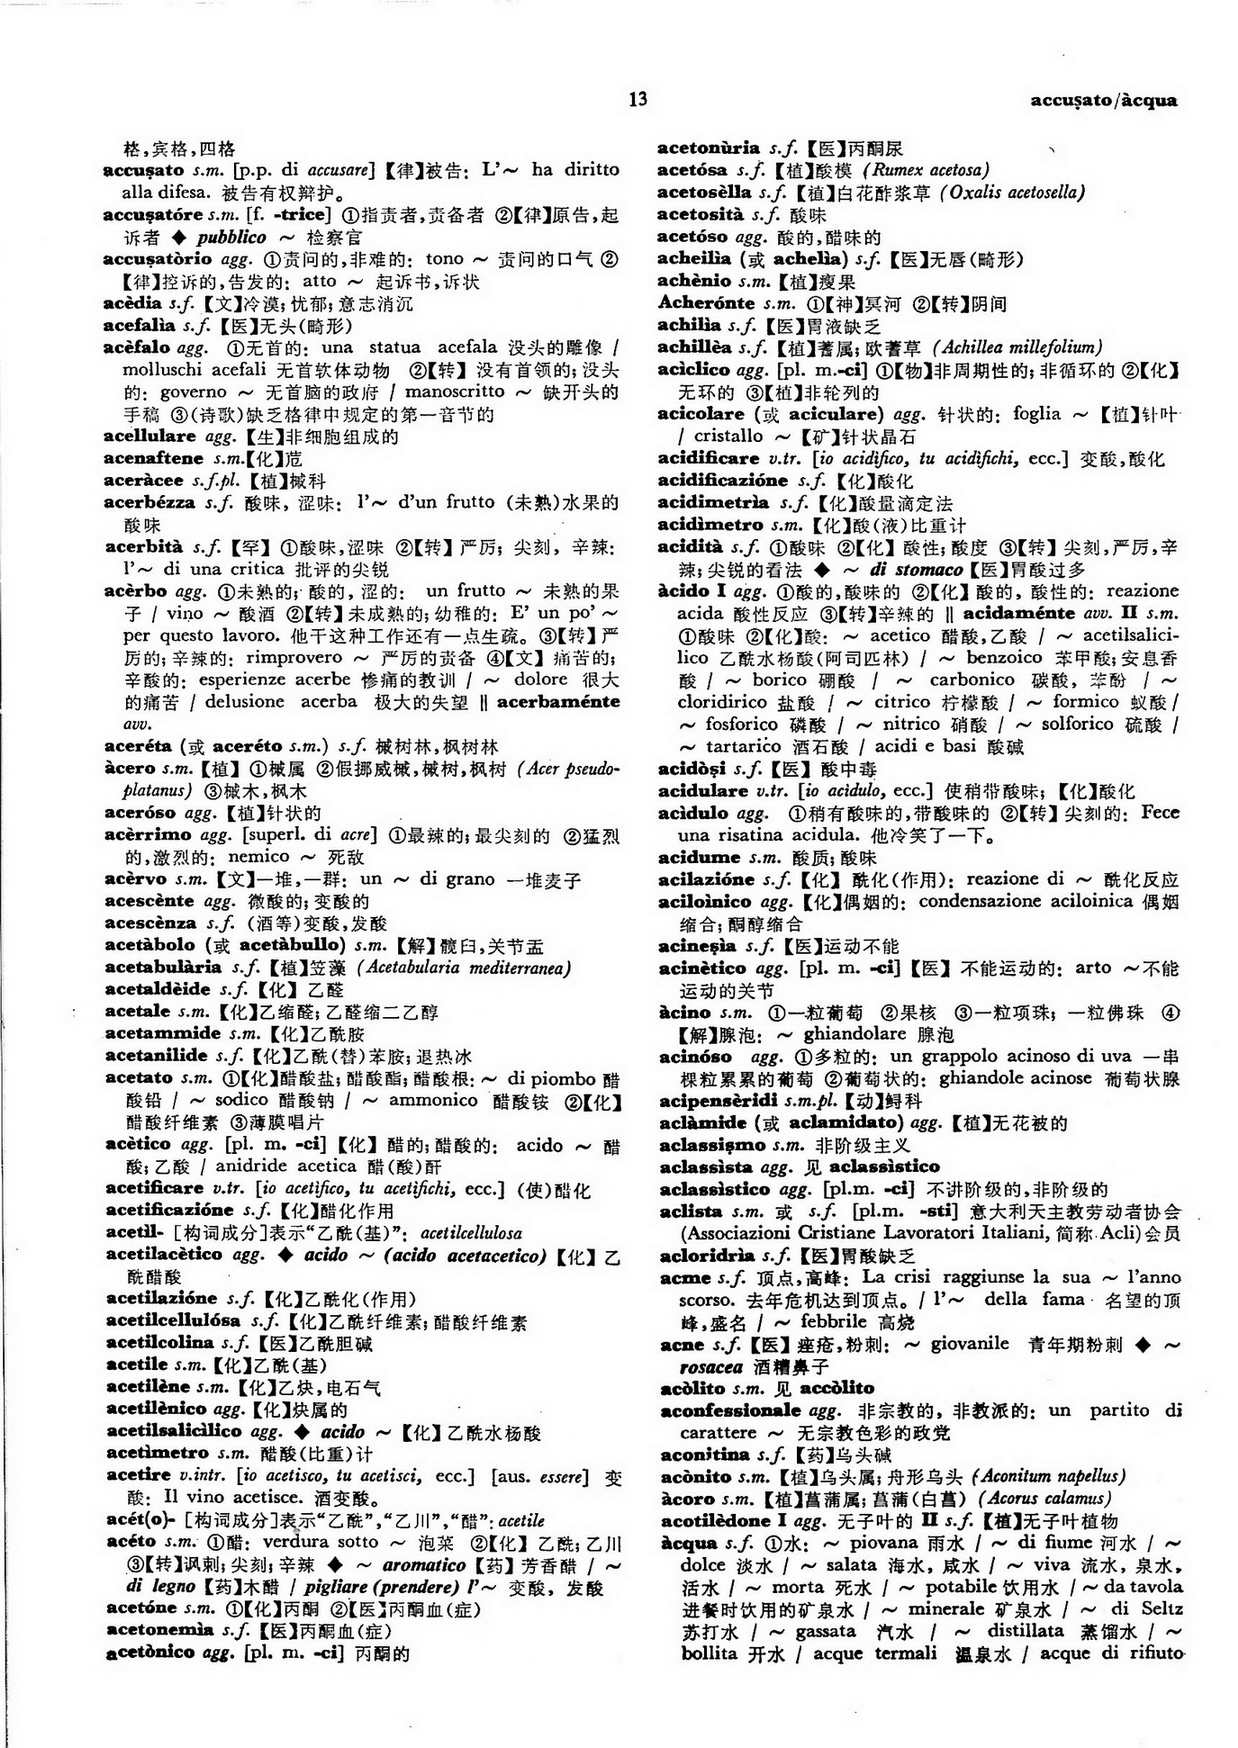 13
accuṣato/àcqua
格,宾格,四格
accuṣato s.m. [p.p. di accusare]【律】被告: L'～ ha diritto
alla difesa. 被告有权辩护。
accuṣatóre s.m. [f. -trice] ①指责者,责备者 ②【律】原告,起
诉者 ◆ pubblico ～ 检察官
accuṣatòrio agg. ①责问的,非难的: tono ～ 责问的口气 ②
【律】控诉的,告发的: atto ～ 起诉书,诉状
acèdia s.f.【文】冷漠;忧郁;意志消沉
acefalìa s.f.【医】无头(畸形)
acèfalo agg. ①无首的: una statua acefala 没头的雕像 /
molluschi acefali 无首软体动物 ②【转】没有首领的;没头
的: governo ～ 无首脑的政府 / manoscritto ～ 缺开头的
手稿 ③(诗歌)缺乏格律中规定的第一音节的
acellulare agg.【生】非细胞组成的
acenaftene s.m.【化】苊
aceràcee s.f.pl.【植】槭科
acerbézza s.f. 酸味, 涩味: l'～ d'un frutto (未熟)水果的
酸味
acerbità s.f.【罕】①酸味,涩味 ②【转】严厉; 尖刻, 辛辣:
l'～ di una critica 批评的尖锐
acèrbo agg. ①未熟的; 酸的, 涩的: un frutto ～ 未熟的果
子 / vino ～ 酸酒 ②【转】未成熟的;幼稚的: E' un po' ～
per questo lavoro. 他干这种工作还有一点生疏。③【转】严
厉的;辛辣的: rimprovero ～ 严厉的责备 ④【文】痛苦的;
辛酸的: esperienze acerbe 惨痛的教训 / ～ dolore 很大
的痛苦 / delusione acerba 极大的失望 ‖ acerbaménte
avv.
aceréta (或 aceréto s.m.) s.f. 槭树林,枫树林
àcero s.m.【植】①槭属 ②假挪威槭,槭树,枫树 (Acer pseudo-
platanus) ③槭木,枫木
aceróso agg.【植】针状的
acèrrimo agg. [superl. di acre] ①最辣的;最尖刻的 ②猛烈
的,激烈的: nemico ～ 死敌
acèrvo s.m.【文】一堆,一群: un ～ di grano 一堆麦子
acescènte agg. 微酸的;变酸的
acescènza s.f. (酒等)变酸,发酸
acetàbolo (或 acetàbullo) s.m.【解】髋臼,关节盂
acetabulària s.f.【植】笠藻 (Acetabularia mediterranea)
acetaldèide s.f.【化】乙醛
acetale s.m.【化】乙缩醛;乙醛缩二乙醇
acetammide s.m.【化】乙酰胺
acetanilide s.f.【化】乙酰(替)苯胺;退热冰
acetato s.m. ①【化】醋酸盐;醋酸酯;醋酸根: ～ di piombo 醋
酸铅 / ～ sodico 醋酸钠 / ～ ammonico 醋酸铵 ②【化】
醋酸纤维素 ③薄膜唱片
acètico agg. [pl. m. -ci]【化】醋的;醋酸的: acido ～ 醋
酸;乙酸 / anidride acetica 醋(酸)酐
acetificare v.tr. [io acetìfico, tu acetìfichi, ecc.] (使)醋化
acetificazióne s.f.【化】醋化作用
acetìl- [构词成分]表示“乙酰(基)”: acetilcellulosa
acetilacètico agg. ◆ acido ～ (acido acetacetico)【化】乙
酰醋酸
acetilazióne s.f.【化】乙酰化(作用)
acetilcellulósa s.f.【化】乙酰纤维素;醋酸纤维素
acetilcolina s.f.【医】乙酰胆碱
acetile s.m.【化】乙酰(基)
acetilène s.m.【化】乙炔,电石气
acetilènico agg.【化】炔属的
acetilsalicìlico agg. ◆ acido ～【化】乙酰水杨酸
acetìmetro s.m. 醋酸(比重)计
acetire v.intr. [io acetisco, tu acetisci, ecc.] [aus. essere] 变
酸: Il vino acetisce. 酒变酸。
acét(o)- [构词成分]表示“乙酰”,“乙川”,“醋”: acetile
acéto s.m. ①醋: verdura sotto ～ 泡菜 ②【化】乙酰;乙川
③【转】讽刺;尖刻;辛辣 ◆ ～ aromatico【药】芳香醋 / ～
di legno【药】木醋 / pigliare (prendere) l'～ 变酸, 发酸
acetóne s.m. ①【化】丙酮 ②【医】丙酮血(症)
acetonemìa s.f.【医】丙酮血(症)
acetònico agg. [pl. m. -ci] 丙酮的
acetonùria s.f.【医】丙酮尿
acetósa s.f.【植】酸模 (Rumex acetosa)
acetosèlla s.f.【植】白花酢浆草 (Oxalis acetosella)
acetosità s.f. 酸味
acetóso agg. 酸的,醋味的
acheilìa (或 achelìa) s.f.【医】无唇(畸形)
achènio s.m.【植】瘦果
Acherónte s.m. ①【神】冥河 ②【转】阴间
achilìa s.f.【医】胃液缺乏
achillèa s.f.【植】蓍属;欧蓍草 (Achillea millefolium)
acìclico agg. [pl. m.-ci] ①【物】非周期性的;非循环的 ②【化】
无环的 ③【植】非轮列的
acicolare (或 aciculare) agg. 针状的: foglia ～【植】针叶
/ cristallo ～【矿】针状晶石
acidificare v.tr. [io acidìfico, tu acidìfichi, ecc.] 变酸,酸化
acidificazióne s.f.【化】酸化
acidimetrìa s.f.【化】酸量滴定法
acidìmetro s.m.【化】酸(液)比重计
acidità s.f. ①酸味 ②【化】酸性;酸度 ③【转】尖刻,严厉,辛
辣;尖锐的看法 ◆ ～ di stomaco【医】胃酸过多
àcido I agg. ①酸的,酸味的 ②【化】酸的, 酸性的: reazione
acida 酸性反应 ③【转】辛辣的 ‖ acidaménte avv. II s.m.
①酸味 ②【化】酸: ～ acetico 醋酸,乙酸 / ～ acetilsalici-
lico 乙酰水杨酸(阿司匹林) / ～ benzoico 苯甲酸;安息香
酸 / ～ borico 硼酸 / ～ carbonico 碳酸, 苯酚 / ～
cloridirico 盐酸 / ～ citrico 柠檬酸 / ～ formico 蚁酸/
～ fosforico 磷酸 / ～ nitrico 硝酸 / ～ solforico 硫酸 /
～ tartarico 酒石酸 / acidi e basi 酸碱
acidòṣi s.f.【医】酸中毒
acidulare v.tr. [io acìdulo, ecc.] 使稍带酸味;【化】酸化
acìdulo agg. ①稍有酸味的,带酸味的 ②【转】尖刻的: Fece
una risatina acidula. 他冷笑了一下。
acidume s.m. 酸质;酸味
acilazióne s.f.【化】酰化(作用): reazione di ～ 酰化反应
aciloìnico agg.【化】偶姻的: condensazione aciloinica 偶姻
缩合;酮醇缩合
acineṣìa s.f.【医】运动不能
acinètico agg. [pl. m. -ci]【医】不能运动的: arto ～不能
运动的关节
àcino s.m. ①一粒葡萄 ②果核 ③一粒项珠; 一粒佛珠 ④
【解】腺泡: ～ ghiandolare 腺泡
acinóso agg. ①多粒的: un grappolo acinoso di uva 一串
棵粒累累的葡萄 ②葡萄状的: ghiandole acinose 葡萄状腺
acipensèridi s.m.pl.【动】鲟科
aclàmide (或 aclamidato) agg.【植】无花被的
aclassiṣmo s.m. 非阶级主义
aclassìsta agg. 见 aclassìstico
aclassìstico agg. [pl.m. -ci] 不讲阶级的,非阶级的
aclista s.m. 或 s.f. [pl.m. -sti] 意大利天主教劳动者协会
(Associazioni Cristiane Lavoratori Italiani, 简称 Acli)会员
acloridrìa s.f.【医】胃酸缺乏
acme s.f. 顶点,高峰: La crisi raggiunse la sua ～ l'anno
scorso. 去年危机达到顶点。/ l'～ della fama 名望的顶
峰,盛名 / ～ febbrile 高烧
acne s.f.【医】痤疮,粉刺: ～ giovanile 青年期粉刺 ◆ ～
rosacea 酒糟鼻子
acòlito s.m. 见 accòlito
aconfessionale agg. 非宗教的, 非教派的: un partito di
carattere ～ 无宗教色彩的政党
aconitina s.f.【药】乌头碱
acònito s.m.【植】乌头属;舟形乌头 (Aconitum napellus)
àcoro s.m.【植】菖蒲属;菖蒲(白菖) (Acorus calamus)
acotilèdone I agg. 无子叶的 II s.f.【植】无子叶植物
àcqua s.f. ①水: ～ piovana 雨水 / ～ di fiume 河水 / ～
dolce 淡水 / ～ salata 海水, 咸水 / ～ viva 流水, 泉水,
活水 / ～ morta 死水 / ～ potabile 饮用水 / ～ da tavola
进餐时饮用的矿泉水 / ～ minerale 矿泉水 / ～ di Seltz
苏打水 / ～ gassata 汽水 / ～ distillata 蒸馏水 / ～
bollita 开水 / acque termali 温泉水 / acque di rifiuto